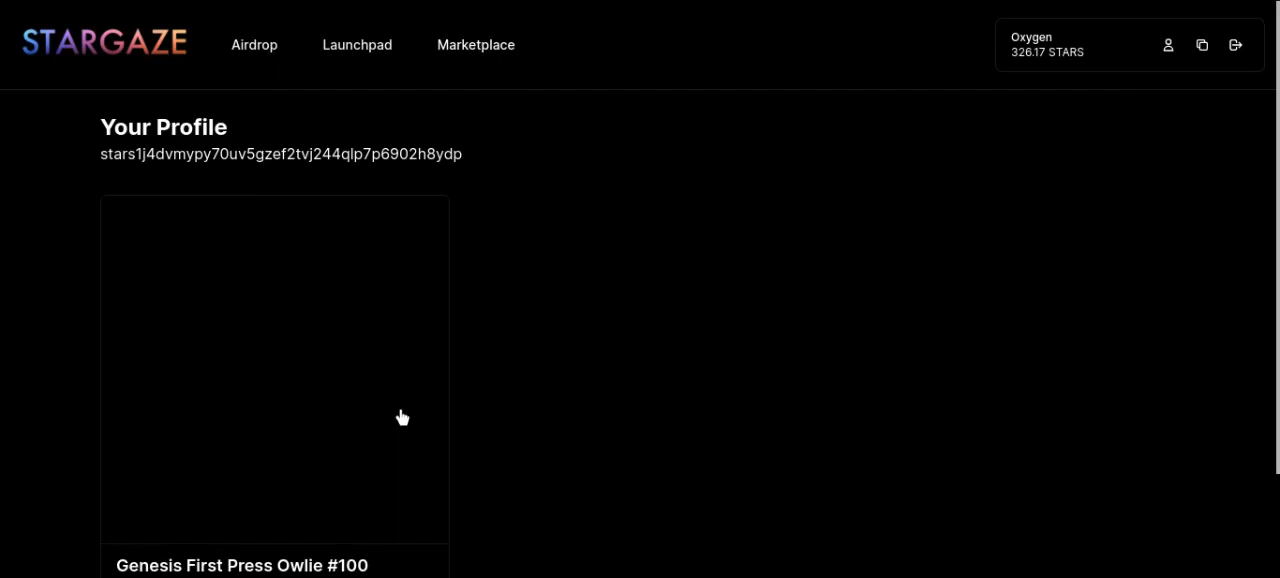 STARGAZE
Airdrop
Launchpad
Marketplace
Oxygen
326.17 STARS
Your Profile
stars1j4dvmypy70uv5gzef2tvj244qlp7p6902h8ydp
Genesis First Press Owlie #100